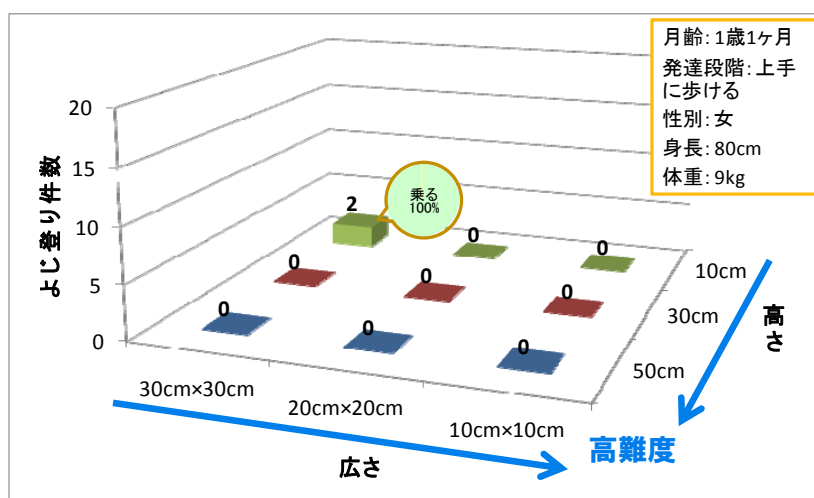 月齢：1歳1ヶ月
発達段階：上手
に歩ける
性別：女
身長：80cm
体重：9kg
よじ登り件数
20
15
10
5
0
乗る
100%
2
0
0
0
0
0
0
0
0
10cm
30cm
50cm
高さ
30cm×30cm
20cm×20cm
10cm×10cm
広さ
高難度